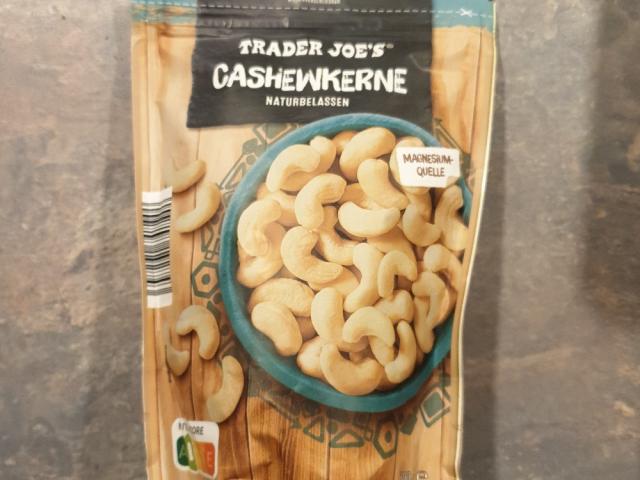 TRADER JOE'S®
CASHEWKERNE
NATURBELASSEN
MAGNESIUM-
QUELLE